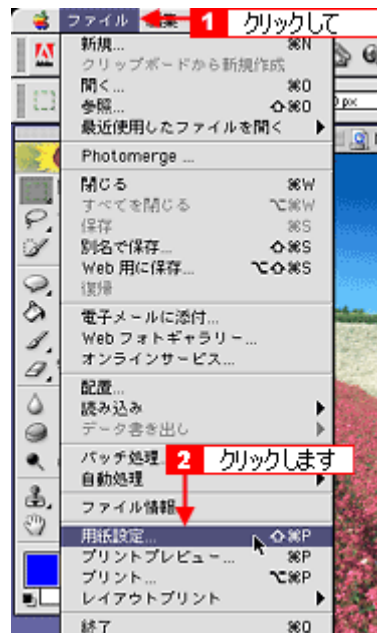 ファイル 1 クリックして
新規... ⌘N
クリップボードから新規作成
開く... ⌘O
参照... ⇧⌘O
px
最近使用したファイルを開く ▶
Photomerge ...
閉じる ⌘W
すべてを閉じる ⌥⌘W
保存 ⌘S
別名で保存... ⇧⌘S
Web 用に保存... ⌥⇧⌘S
復帰
電子メールに添付...
Web フォトギャラリー...
オンラインサービス...
配置...
読み込み ▶
データ書き出し ▶
バッチ処理 2 クリックします
自動処理 ▶
ファイル情報
用紙設定... ⇧⌘P
プリントプレビュー... ⌘P
プリント... ⌥⌘P
レイアウトプリント ▶
終了 ⌘Q